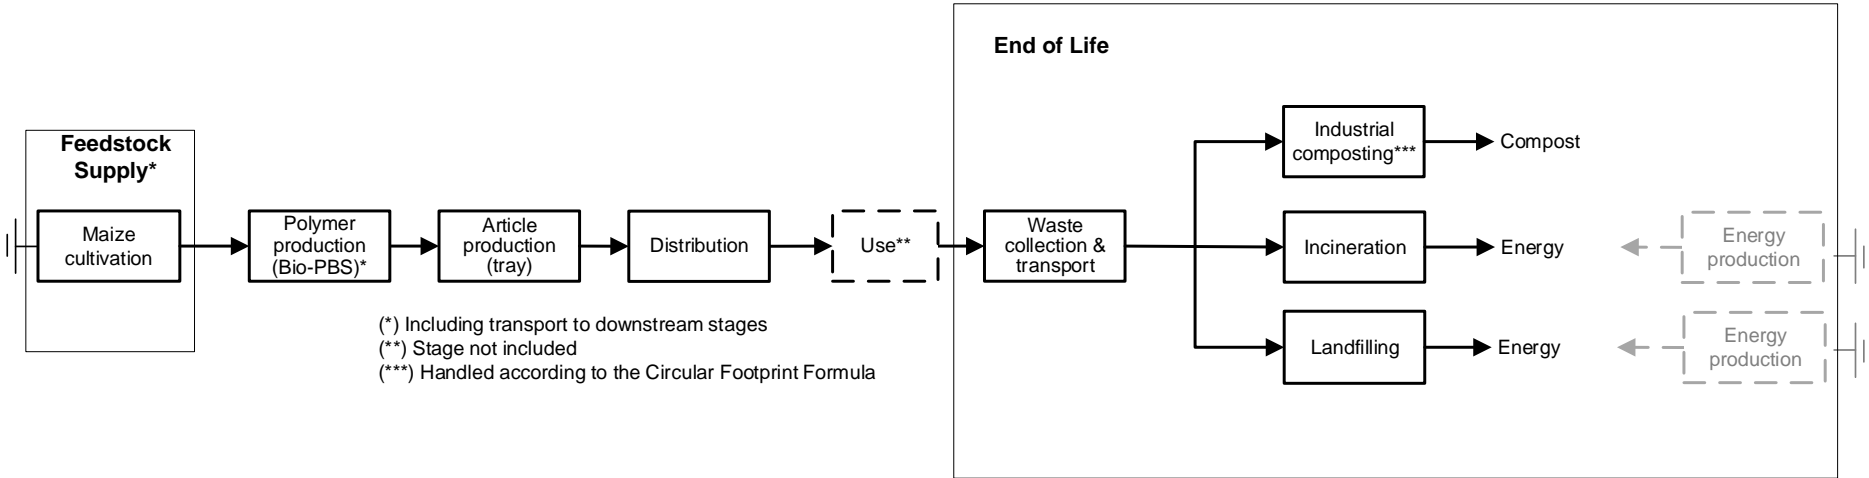 End of Life
Feedstock
Supply*
Maize
cultivation
Polymer
production
(Bio-PBS)*
Article
production
(tray)
Distribution
Use**
Waste
collection &
transport
Industrial
composting***
Compost
Incineration
Energy
Energy
production
Landfilling
Energy
Energy
production
(*) Including transport to downstream stages
(**) Stage not included
(***) Handled according to the Circular Footprint Formula